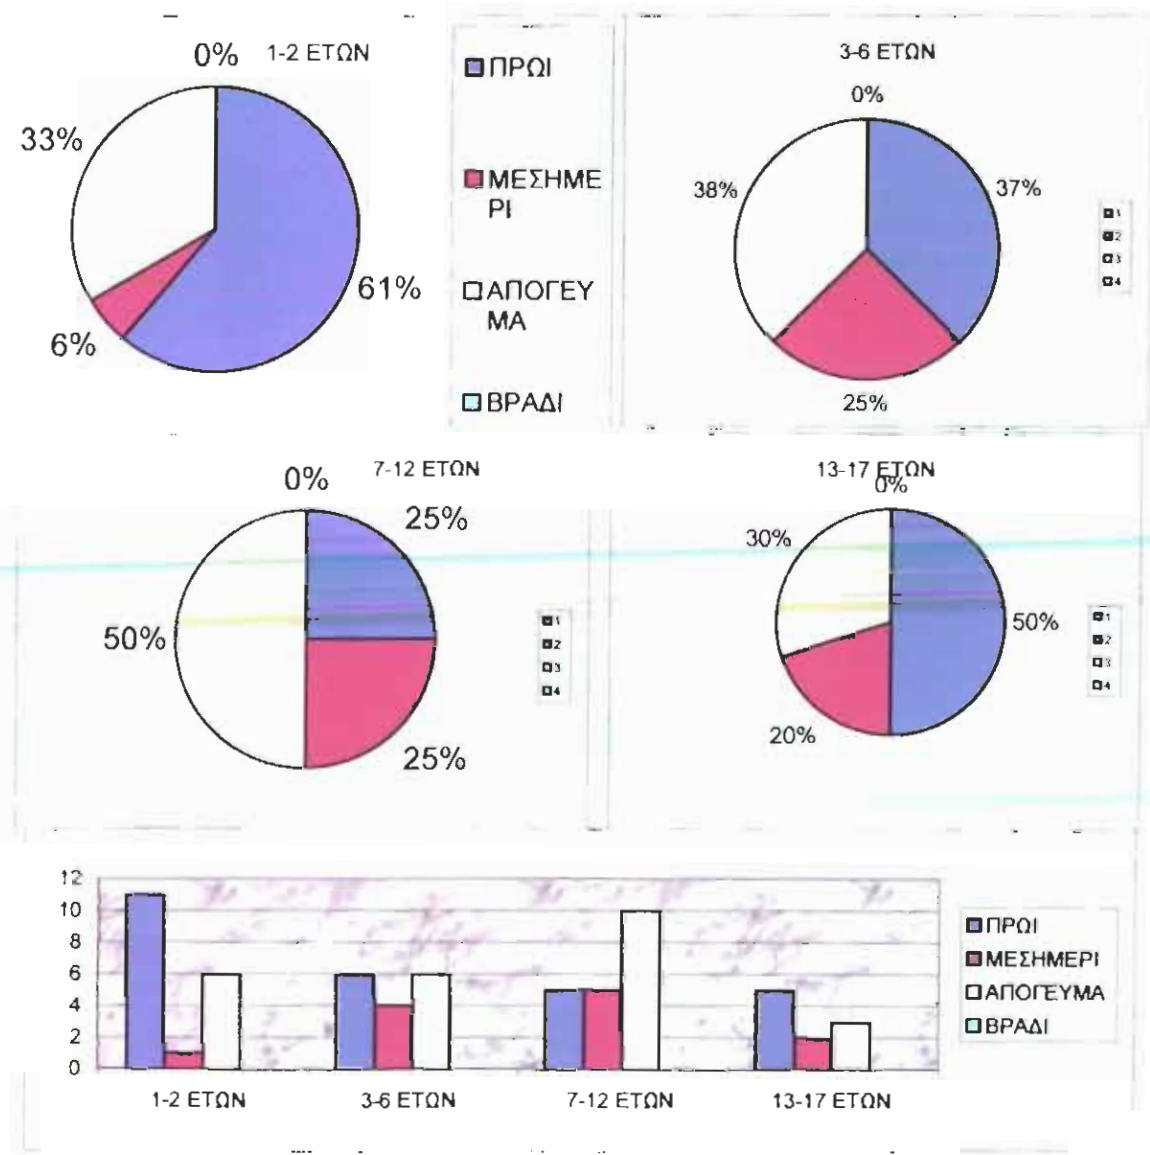 0% 1-2 ΕΤΩΝ
33%
61%
6%
ΠΡΩΙ
ΜΕΣΗΜΕ
ΡΙ
ΑΠΟΓΕΥ
ΜΑ
ΒΡΑΔΙ
3-6 ΕΤΩΝ
0%
38%
37%
25%
1
2
3
4
7-12 ΕΤΩΝ
0%
25%
50%
25%
1
2
3
4
13-17 ΕΤΩΝ
0%
30%
50%
20%
1
2
3
4
12
10
8
6
4
2
0
1-2 ΕΤΩΝ 3-6 ΕΤΩΝ 7-12 ΕΤΩΝ 13-17 ΕΤΩΝ
ΠΡΩΙ
ΜΕΣΗΜΕΡΙ
ΑΠΟΓΕΥΜΑ
ΒΡΑΔΙ